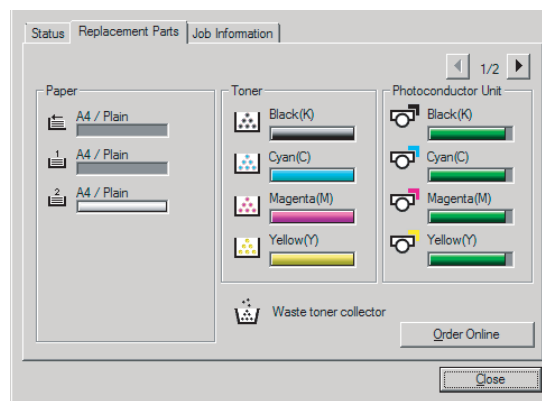 Status
Replacement Parts
Job Information
1/2
Paper
A4 / Plain
1
A4 / Plain
2
A4 / Plain
Toner
Black(K)
Cyan(C)
Magenta(M)
Yellow(Y)
Photoconductor Unit
Black(K)
Cyan(C)
Magenta(M)
Yellow(Y)
Waste toner collector
Order Online
Close